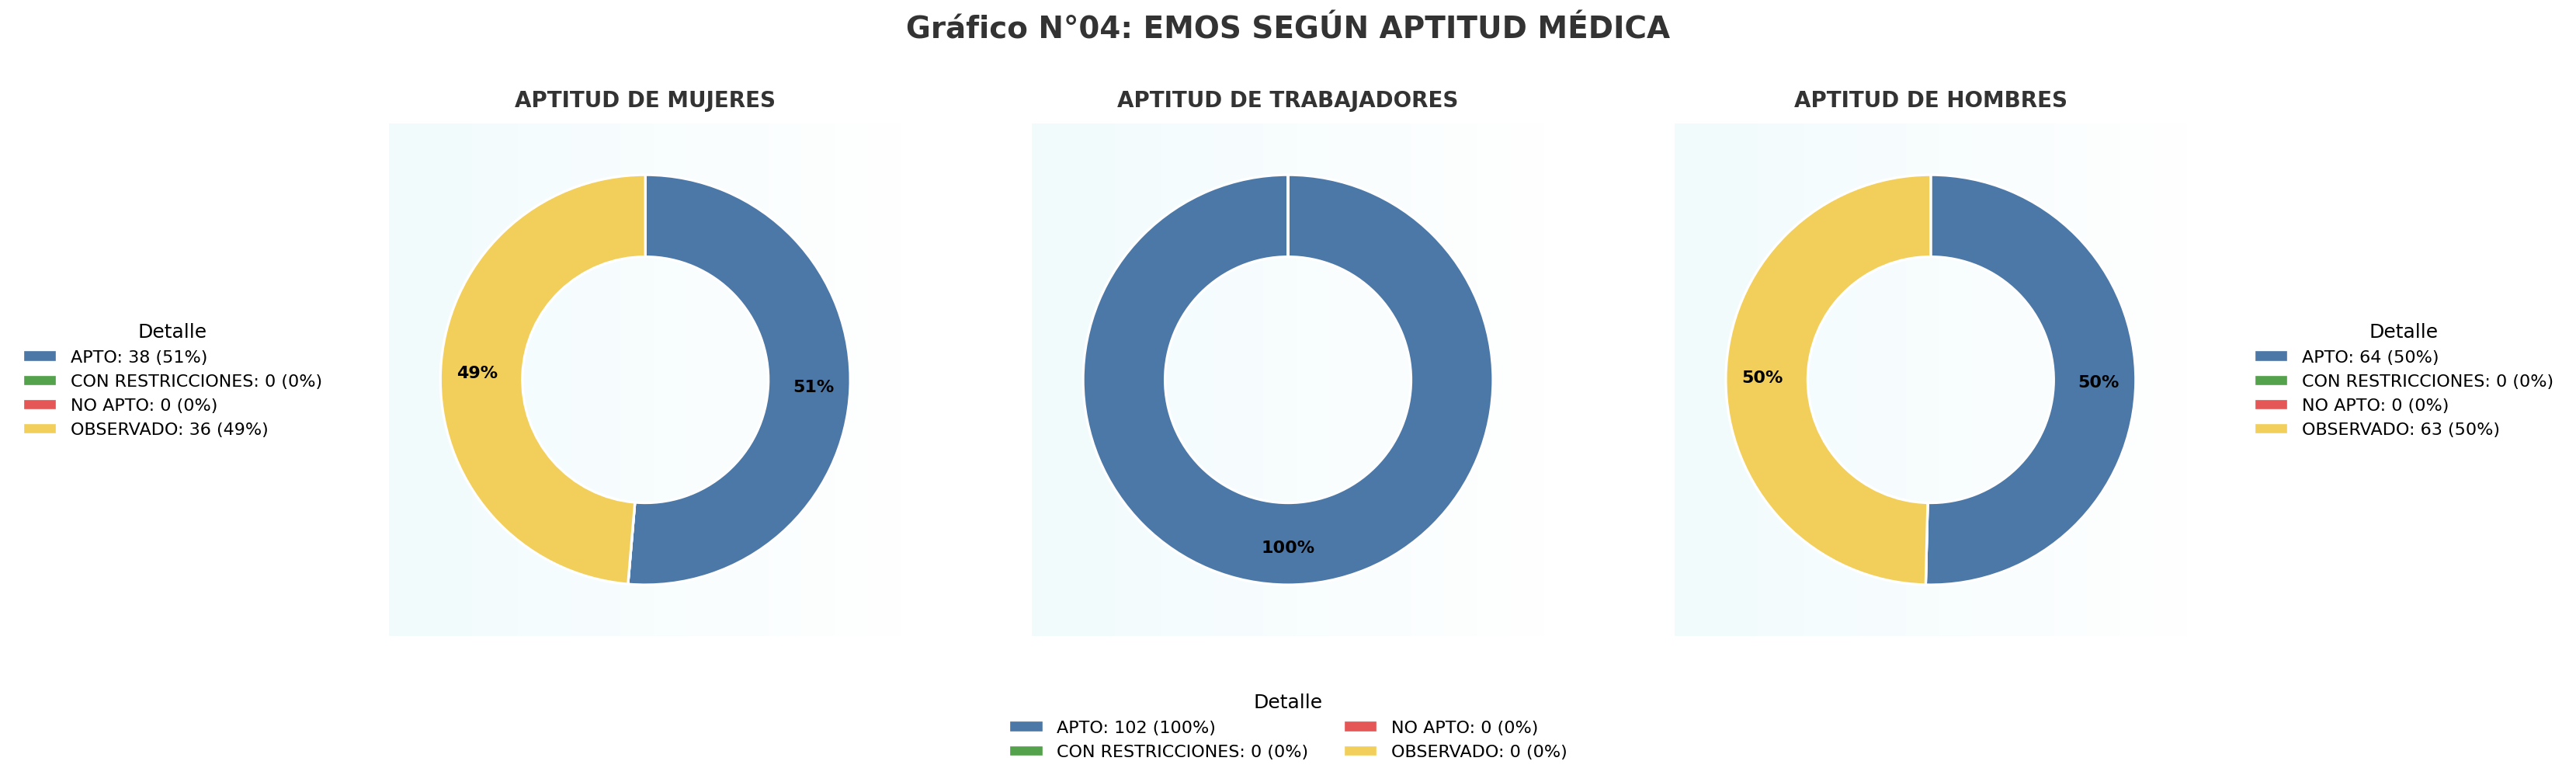 Gráfico N°04: EMOS SEGÚN APTITUD MÉDICA
APTITUD DE MUJERES
Detalle
APTO: 38 (51%)
CON RESTRICCIONES: 0 (0%)
NO APTO: 0 (0%)
OBSERVADO: 36 (49%)
49%
51%
APTITUD DE TRABAJADORES
100%
Detalle
APTO: 102 (100%)
CON RESTRICCIONES: 0 (0%)
NO APTO: 0 (0%)
OBSERVADO: 0 (0%)
APTITUD DE HOMBRES
50%
50%
Detalle
APTO: 64 (50%)
CON RESTRICCIONES: 0 (0%)
NO APTO: 0 (0%)
OBSERVADO: 63 (50%)